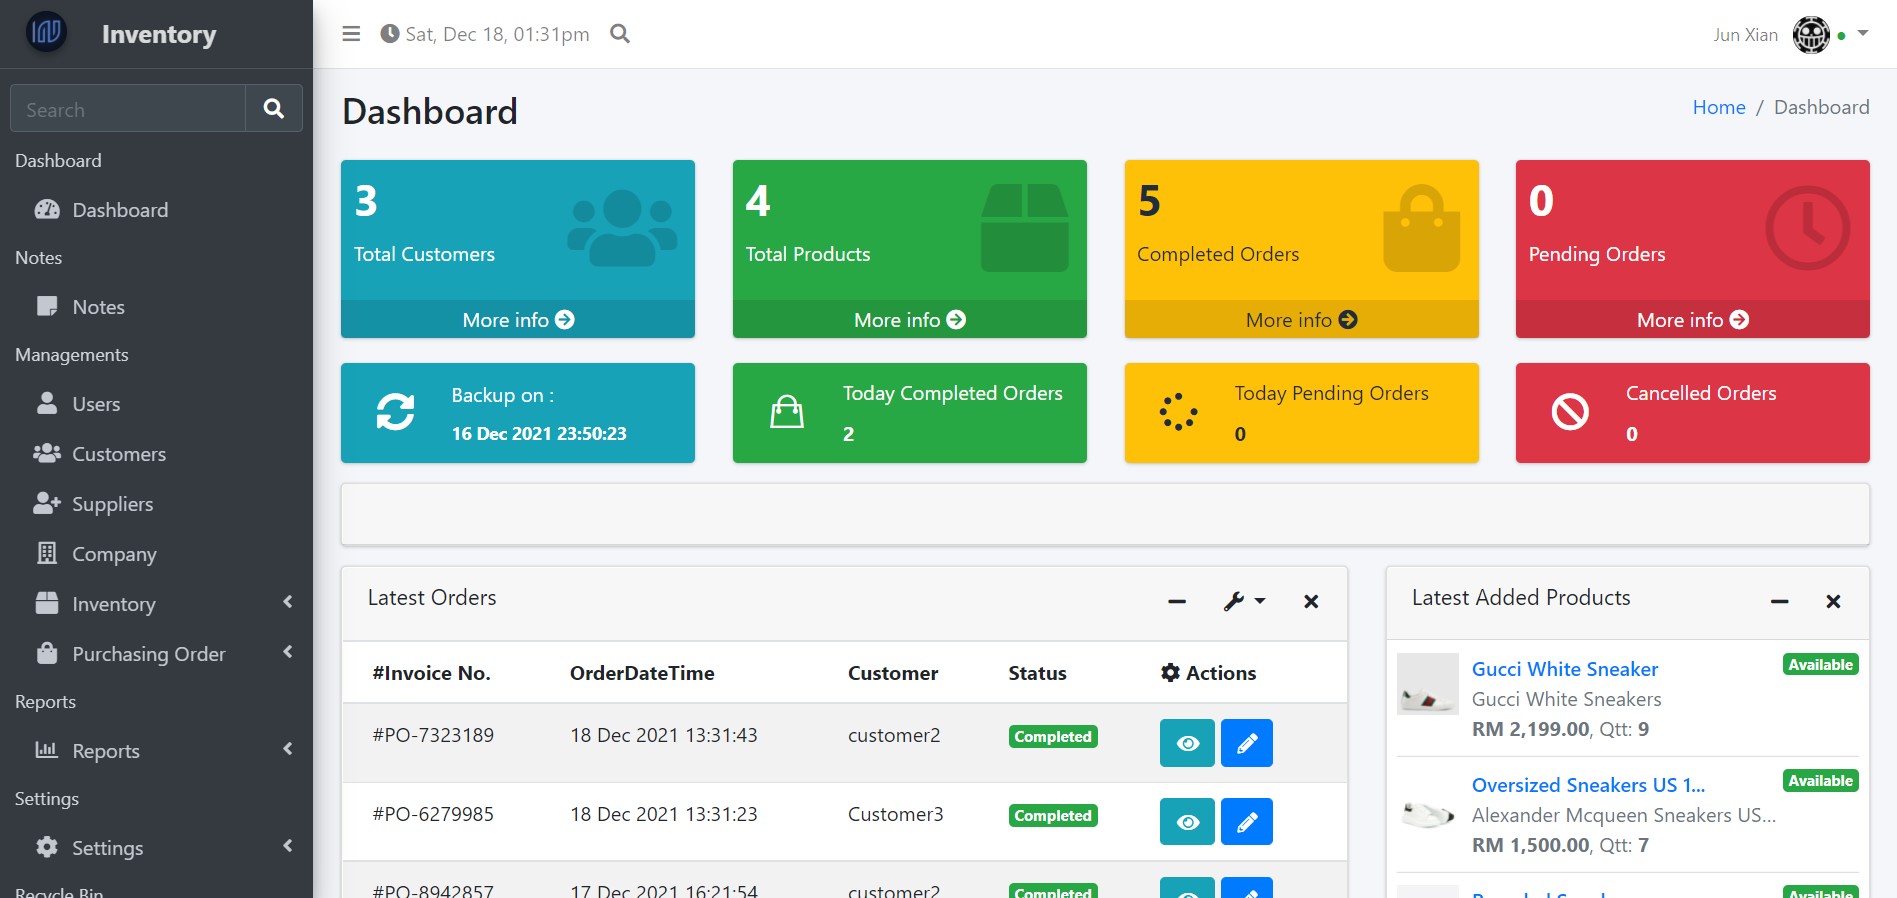 Inventory
Sat, Dec 18, 01:31pm
Jun Xian
Search
Dashboard
Dashboard
Notes
Notes
Managements
Users
Customers
Suppliers
Company
Inventory
Purchasing Order
Reports
Reports
Settings
Settings
Recycle Bin
Dashboard
Home / Dashboard
3
Total Customers
More info
4
Total Products
More info
5
Completed Orders
More info
0
Pending Orders
More info
Backup on :
16 Dec 2021 23:50:23
Today Completed Orders
2
Today Pending Orders
0
Cancelled Orders
0
Latest Orders
#Invoice No. OrderDateTime Customer Status Actions
#PO-7323189 18 Dec 2021 13:31:43 customer2 Completed
#PO-6279985 18 Dec 2021 13:31:23 Customer3 Completed
#PO-8942857 17 Dec 2021 16:21:54 customer2 Completed
Latest Added Products
Gucci White Sneaker Available
Gucci White Sneakers
RM 2,199.00, Qtt: 9
Oversized Sneakers US 1... Available
Alexander Mcqueen Sneakers US...
RM 1,500.00, Qtt: 7
Available